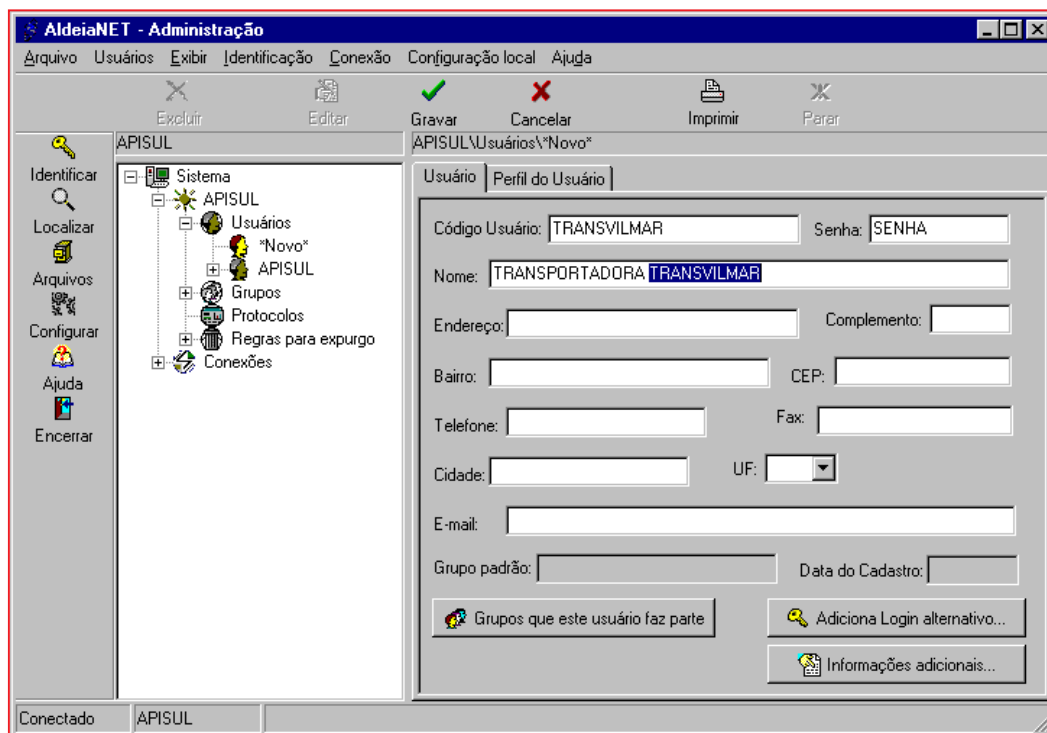 AldeiaNET - Administração
Arquivo Usuários Exibir Identificação Conexão Configuração local Ajuda
Excluir Editar Gravar Cancelar Imprimir Parar
Identificar
Localizar
Arquivos
Configurar
Ajuda
Encerrar
APISUL
Sistema
APISUL
Usuários
*Novo*
APISUL
Grupos
Protocolos
Regras para expurgo
Conexões
APISUL\Usuários\*Novo*
Usuário Perfil do Usuário
Código Usuário: TRANSVILMAR Senha: SENHA
Nome: TRANSPORTADORA TRANSVILMAR
Endereço: Complemento:
Bairro: CEP:
Telefone: Fax:
Cidade: UF:
E-mail:
Grupo padrão: Data do Cadastro:
Grupos que este usuário faz parte Adiciona Login alternativo...
Informações adicionais...
Conectado APISUL